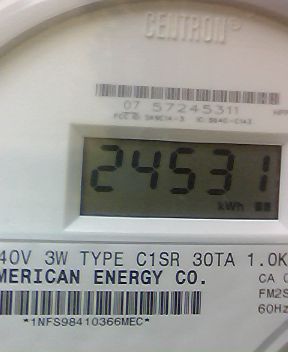 CENTRON®
07 57245311
24531
kWh
40V 3W TYPE C1SR 30TA 1.0K
MERICAN ENERGY CO.
CA
FM2S
60Hz
*1NFS98410366MEC*